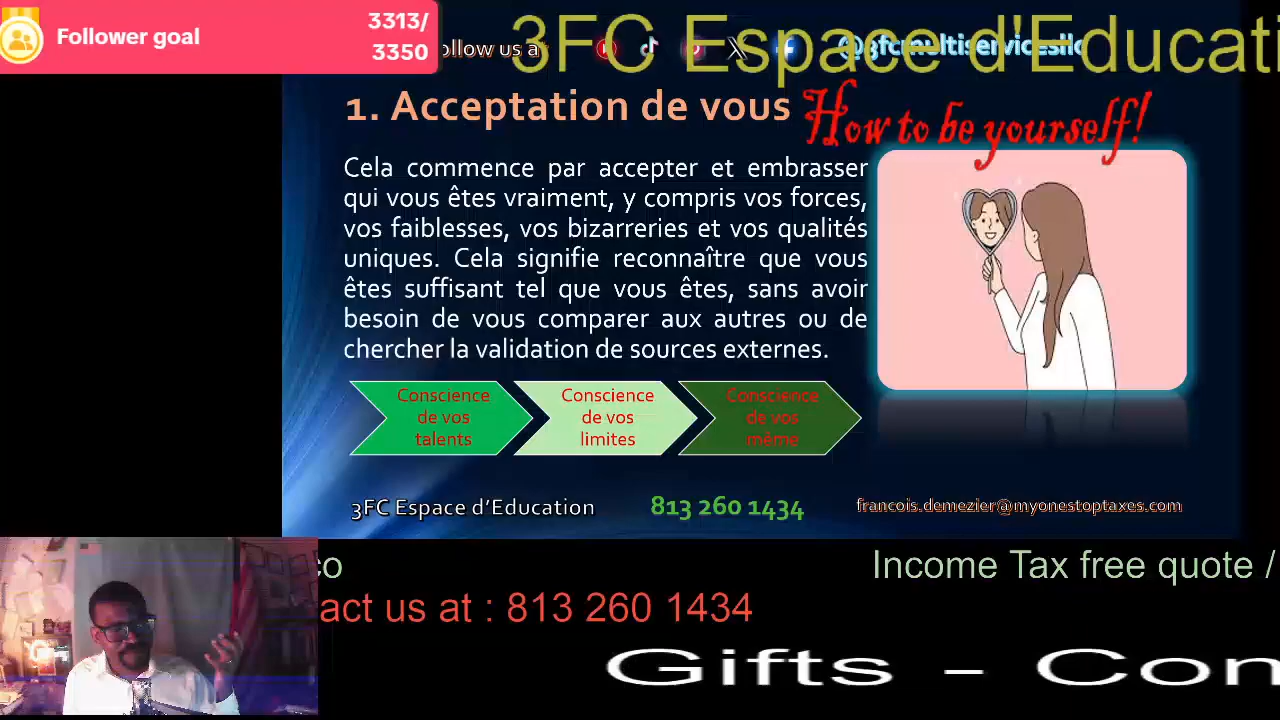 Follower goal
3313/
3350
ollow us a
@3fcmultiservicesllc
3FC Espace d'Educati
1. Acceptation de vous
How to be yourself!
Cela commence par accepter et embrasser
qui vous êtes vraiment, y compris vos forces,
vos faiblesses, vos bizarreries et vos qualités
uniques. Cela signifie reconnaître que vous
êtes suffisant tel que vous êtes, sans avoir
besoin de vous comparer aux autres ou de
chercher la validation de sources externes.
Conscience
de vos
talents
Conscience
de vos
limites
Conscience
de vos
même
3FC Espace d'Education
813 260 1434
francois.demezier@myonestoptaxes.com
co
Income Tax free quote /
act us at : 813 260 1434
Gifts - Con